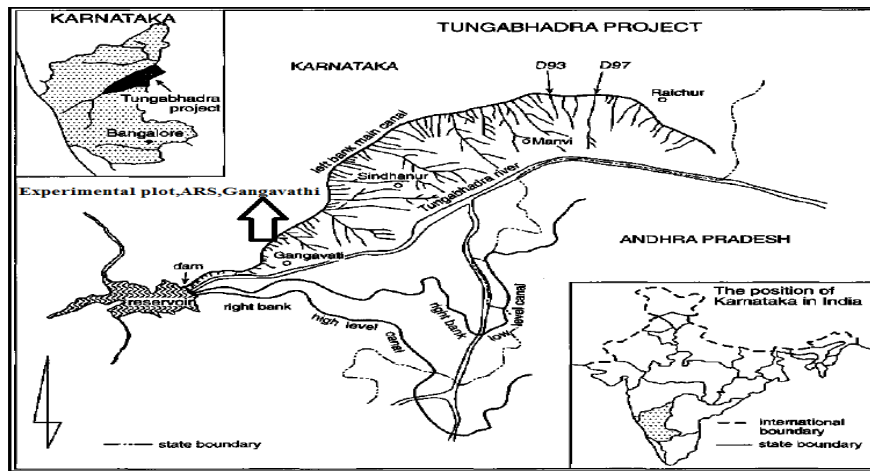 KARNATAKA
Tungabhadra
project
Bangalore
TUNGABHADRA PROJECT
KARNATAKA
D93
D97
Raichur
left bank main canal
Manvi
Sindhanur
Tungabhadra river
Experimental plot,ARS,Gangavathi
Gangavati
dam
reservoir
right bank
high level
canal
right bank
low
level canal
ANDHRA PRADESH
The position of
Karnataka in India
international
boundary
state boundary
state boundary